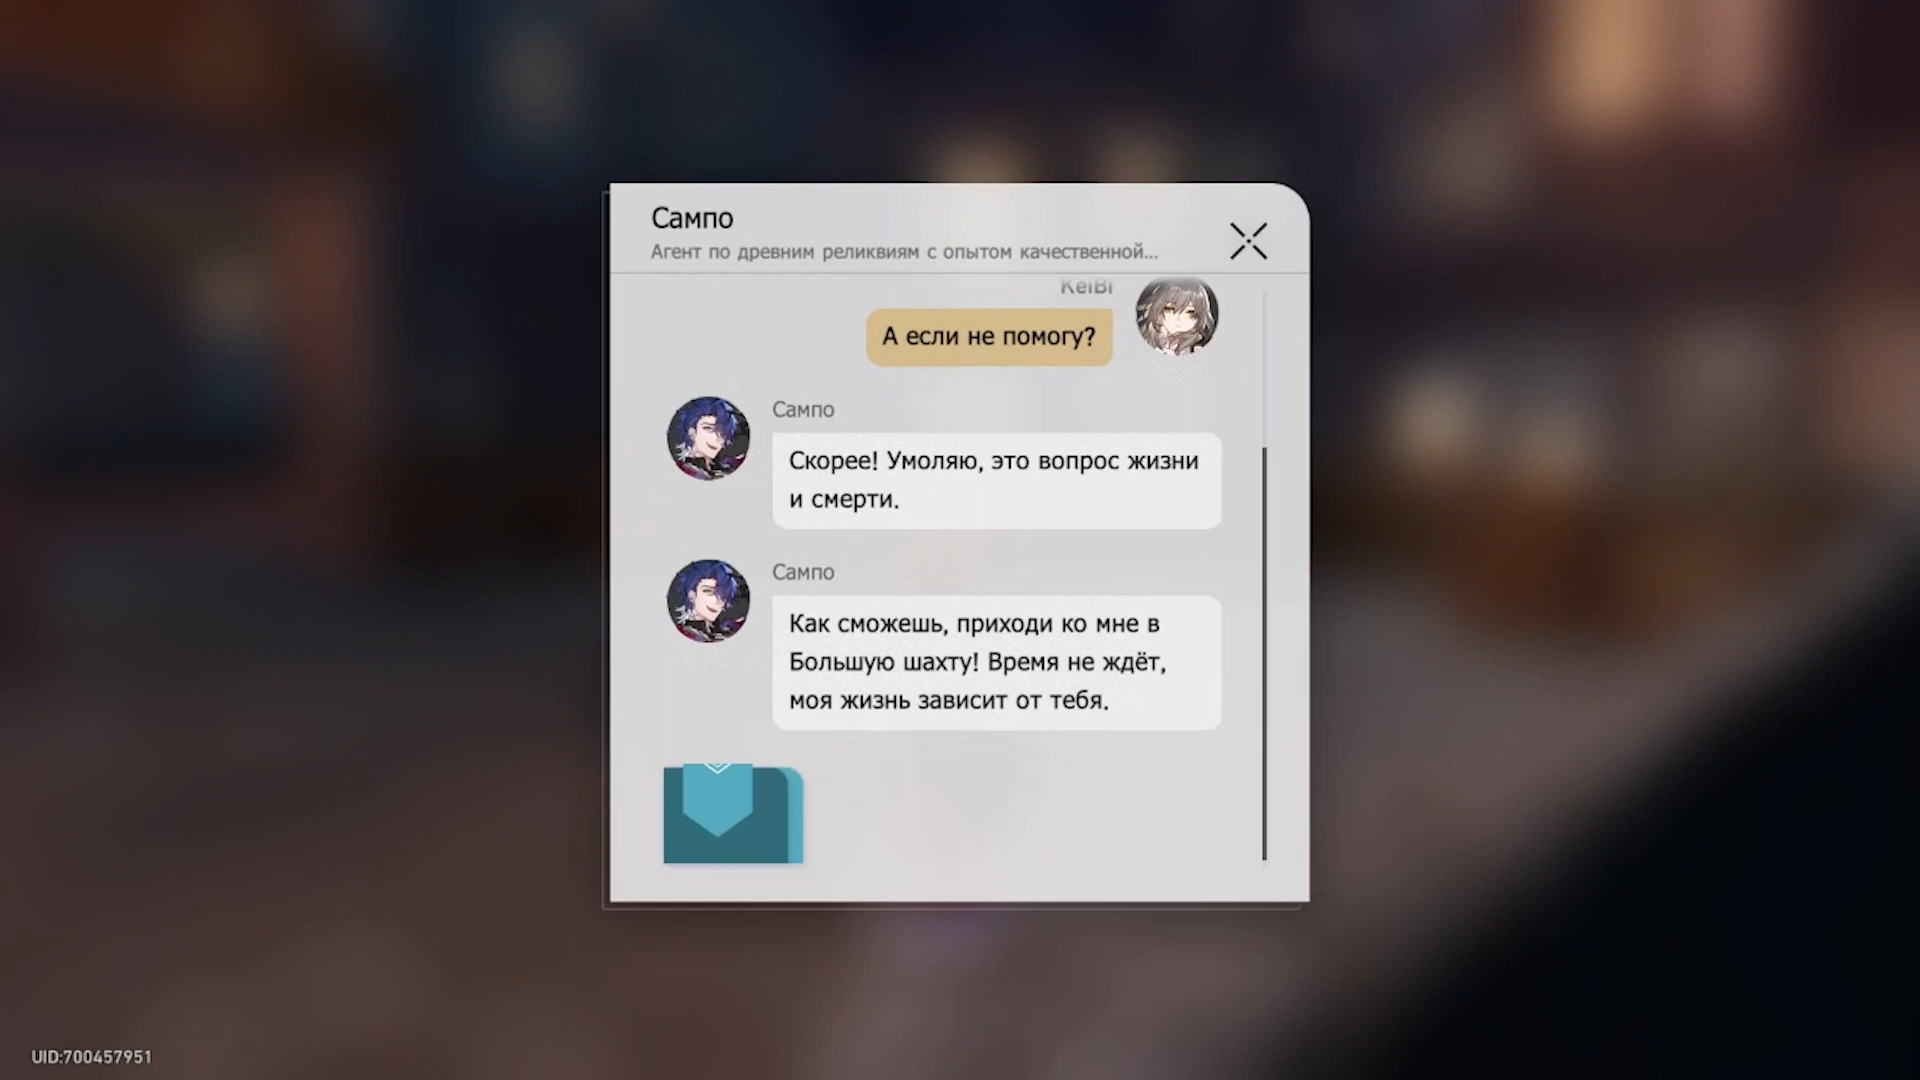 Сампо
Агент по древним реликвиям с опытом качественной...
KeiBi
А если не помогу?
Сампо
Скорее! Умоляю, это вопрос жизни
и смерти.
Сампо
Как сможешь, приходи ко мне в
Большую шахту! Время не ждёт,
моя жизнь зависит от тебя.
UID:700457951